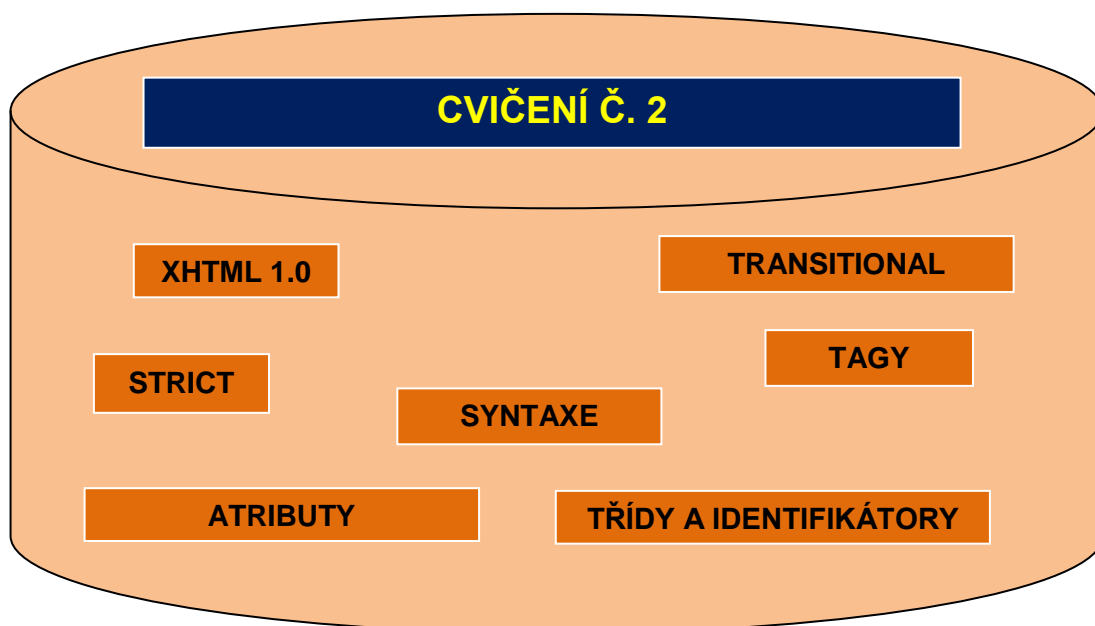 CVIČENÍ Č. 2
XHTML 1.0
TRANSITIONAL
STRICT
TAGY
SYNTAXE
ATRIBUTY
TŘÍDY A IDENTIFIKÁTORY